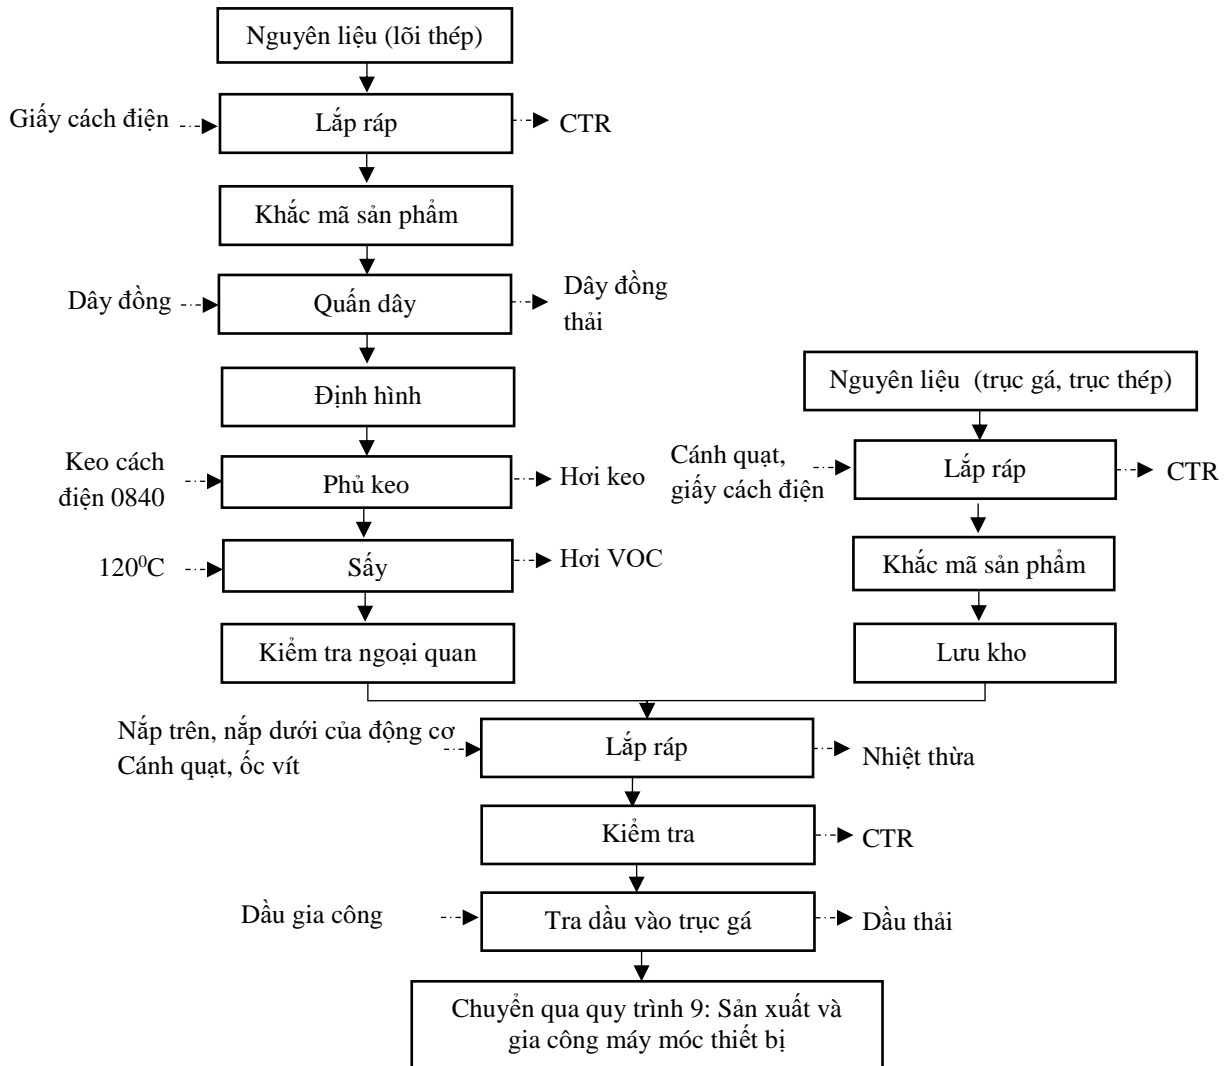 Nguyên liệu (lõi thép)
Giấy cách điện
Lắp ráp
CTR
Khắc mã sản phẩm
Dây đồng
Quấn dây
Dây đồng
thải
Định hình
Keo cách
điện 0840
Phủ keo
Hơi keo
120⁰C
Sấy
Hơi VOC
Kiểm tra ngoại quan
Nguyên liệu (trục gá, trục thép)
Cánh quạt,
giấy cách điện
Lắp ráp
CTR
Khắc mã sản phẩm
Lưu kho
Nắp trên, nắp dưới của động cơ
Cánh quạt, ốc vít
Lắp ráp
Nhiệt thừa
Kiểm tra
CTR
Dầu gia công
Tra dầu vào trục gá
Dầu thải
Chuyển qua quy trình 9: Sản xuất và
gia công máy móc thiết bị